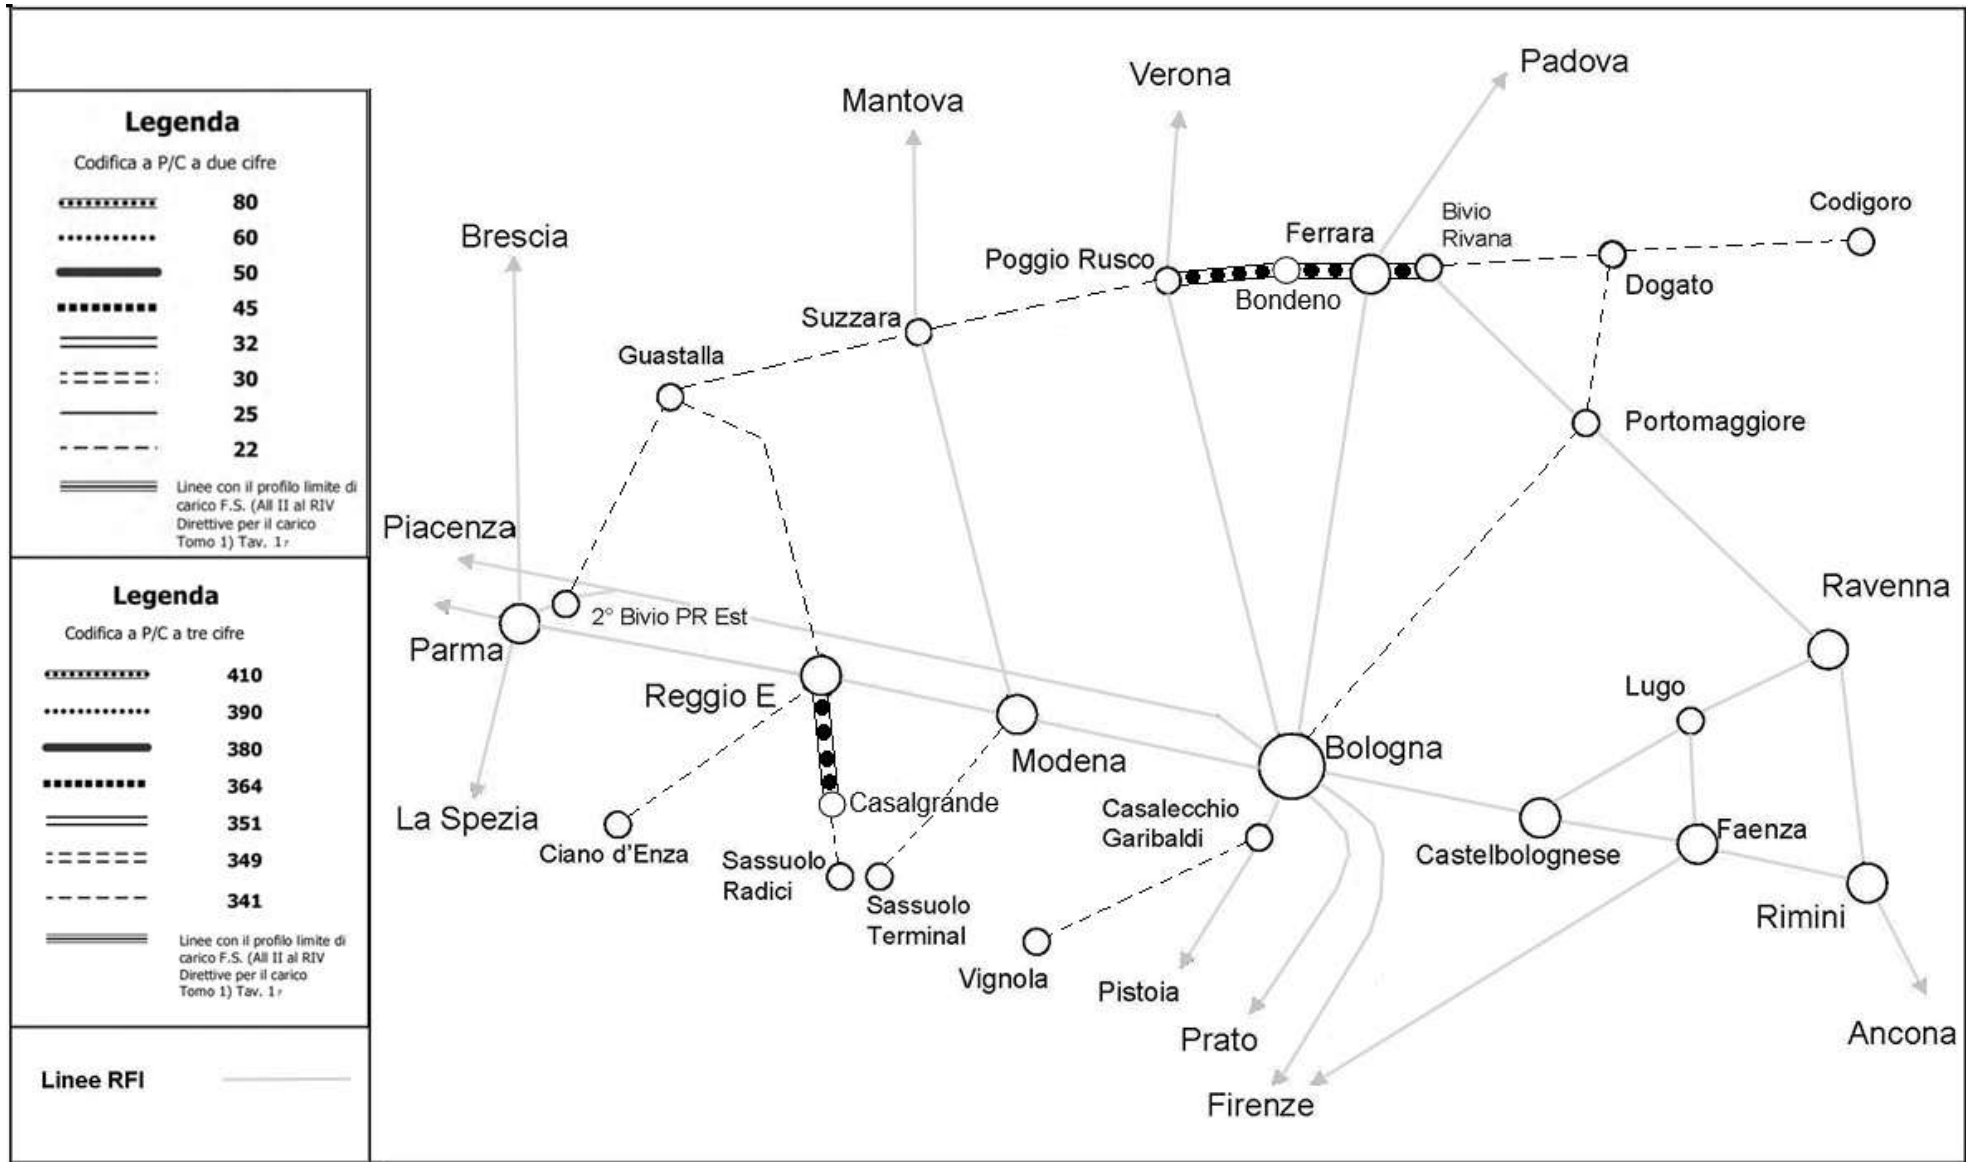 Legenda
Codifica a P/C a due cifre
80
60
50
45
32
30
25
22
Linee con il profilo limite di
carico F.S. (All II al RIV
Direttive per il carico
Tomo 1) Tav. 1
Legenda
Codifica a P/C a tre cifre
410
390
380
364
351
349
341
Linee con il profilo limite di
carico F.S. (All II al RIV
Direttive per il carico
Tomo 1) Tav. 1
Linee RFI
Padova
Verona
Mantova
Codigoro
Bivio
Rivana
Ferrara
Brescia
Poggio Rusco
Dogato
Bondeno
Suzzara
Guastalla
Portomaggiore
Piacenza
Ravenna
2° Bivio PR Est
Parma
Lugo
Reggio E
Bologna
Modena
Casalgrande
Casalecchio
Garibaldi
La Spezia
Faenza
Ciano d'Enza
Castelbolognese
Sassuolo
Radici
Sassuolo
Terminal
Rimini
Vignola
Pistoia
Prato
Ancona
Firenze